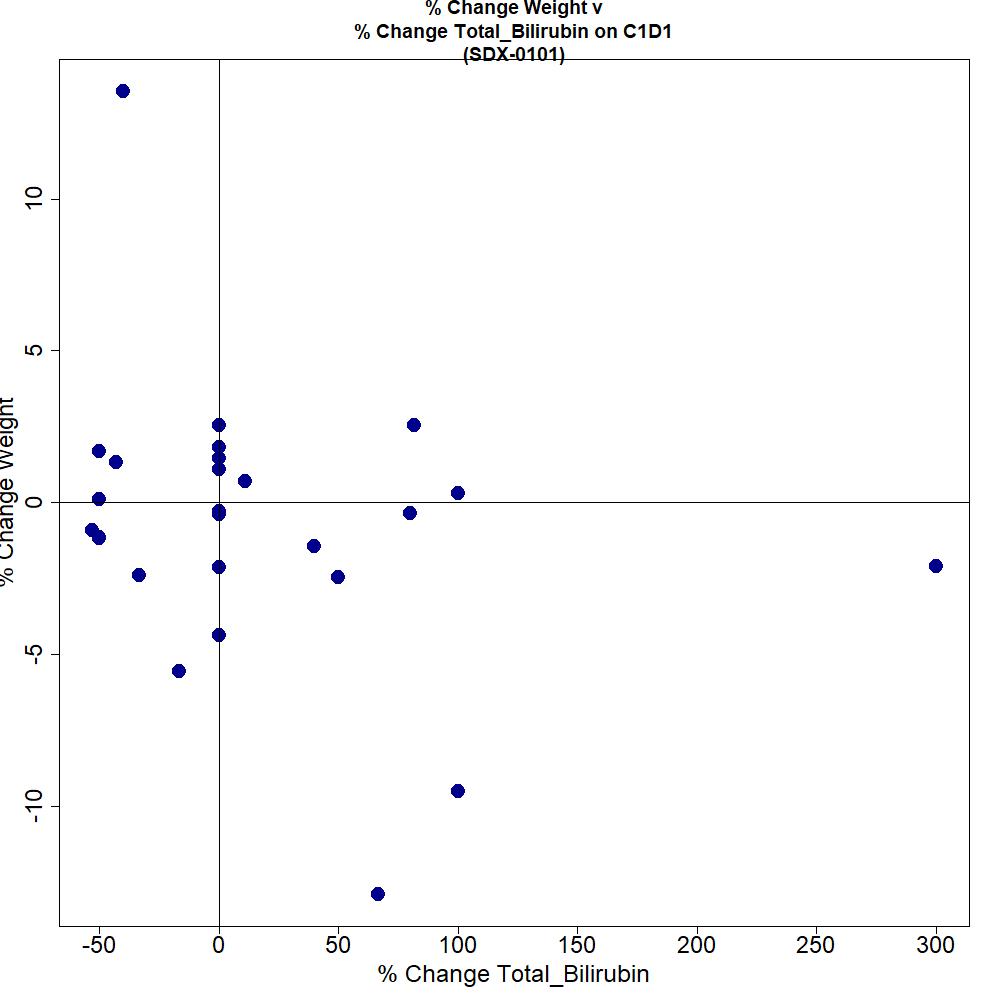 % Change Weight v
% Change Total_Bilirubin on C1D1
(SDX-0101)
% Change Weight
10
5
0
-5
-10
-50 0 50 100 150 200 250 300
% Change Total_Bilirubin